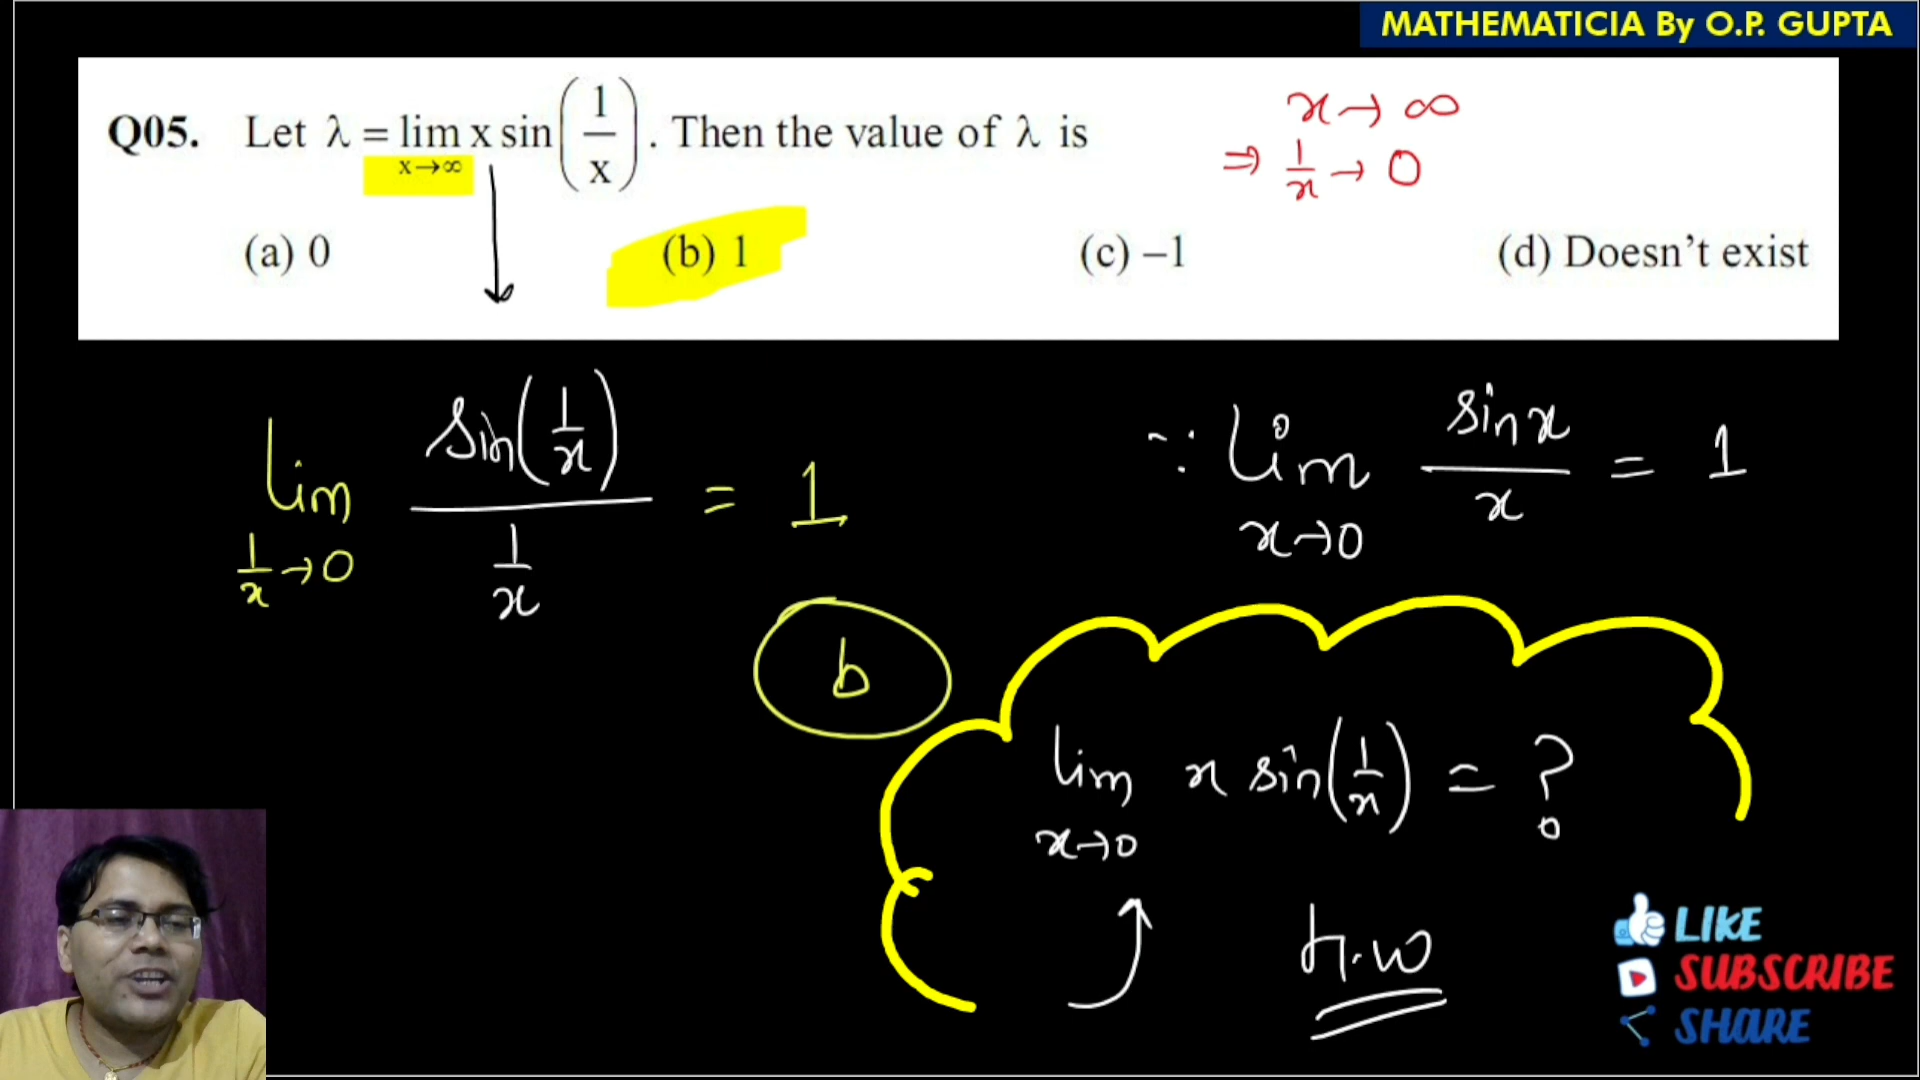 MATHEMATICIA By O.P. GUPTA
Q05. Let λ = lim x→∞ x sin(1/x). Then the value of λ is
(a) 0 (b) 1 (c) –1 (d) Doesn't exist
x→∞
⇒ 1/x → 0
lim 1/x→0 sin(1/x) / (1/x) = 1
∵ lim x→0 sin x / x = 1
b
lim x→0 x sin(1/x) = ?
H.W
LIKE
SUBSCRIBE
SHARE